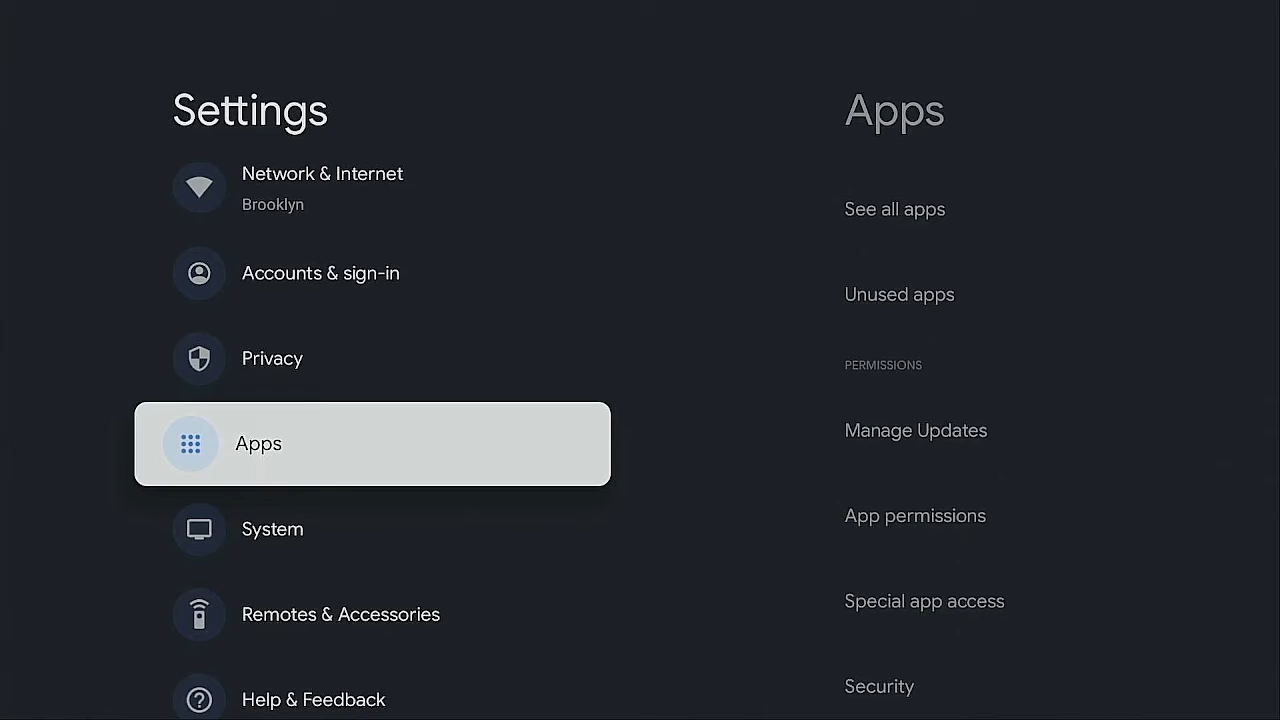 Settings
Network & Internet
Brooklyn
Accounts & sign-in
Privacy
Apps
System
Remotes & Accessories
Help & Feedback
Apps
See all apps
Unused apps
PERMISSIONS
Manage Updates
App permissions
Special app access
Security